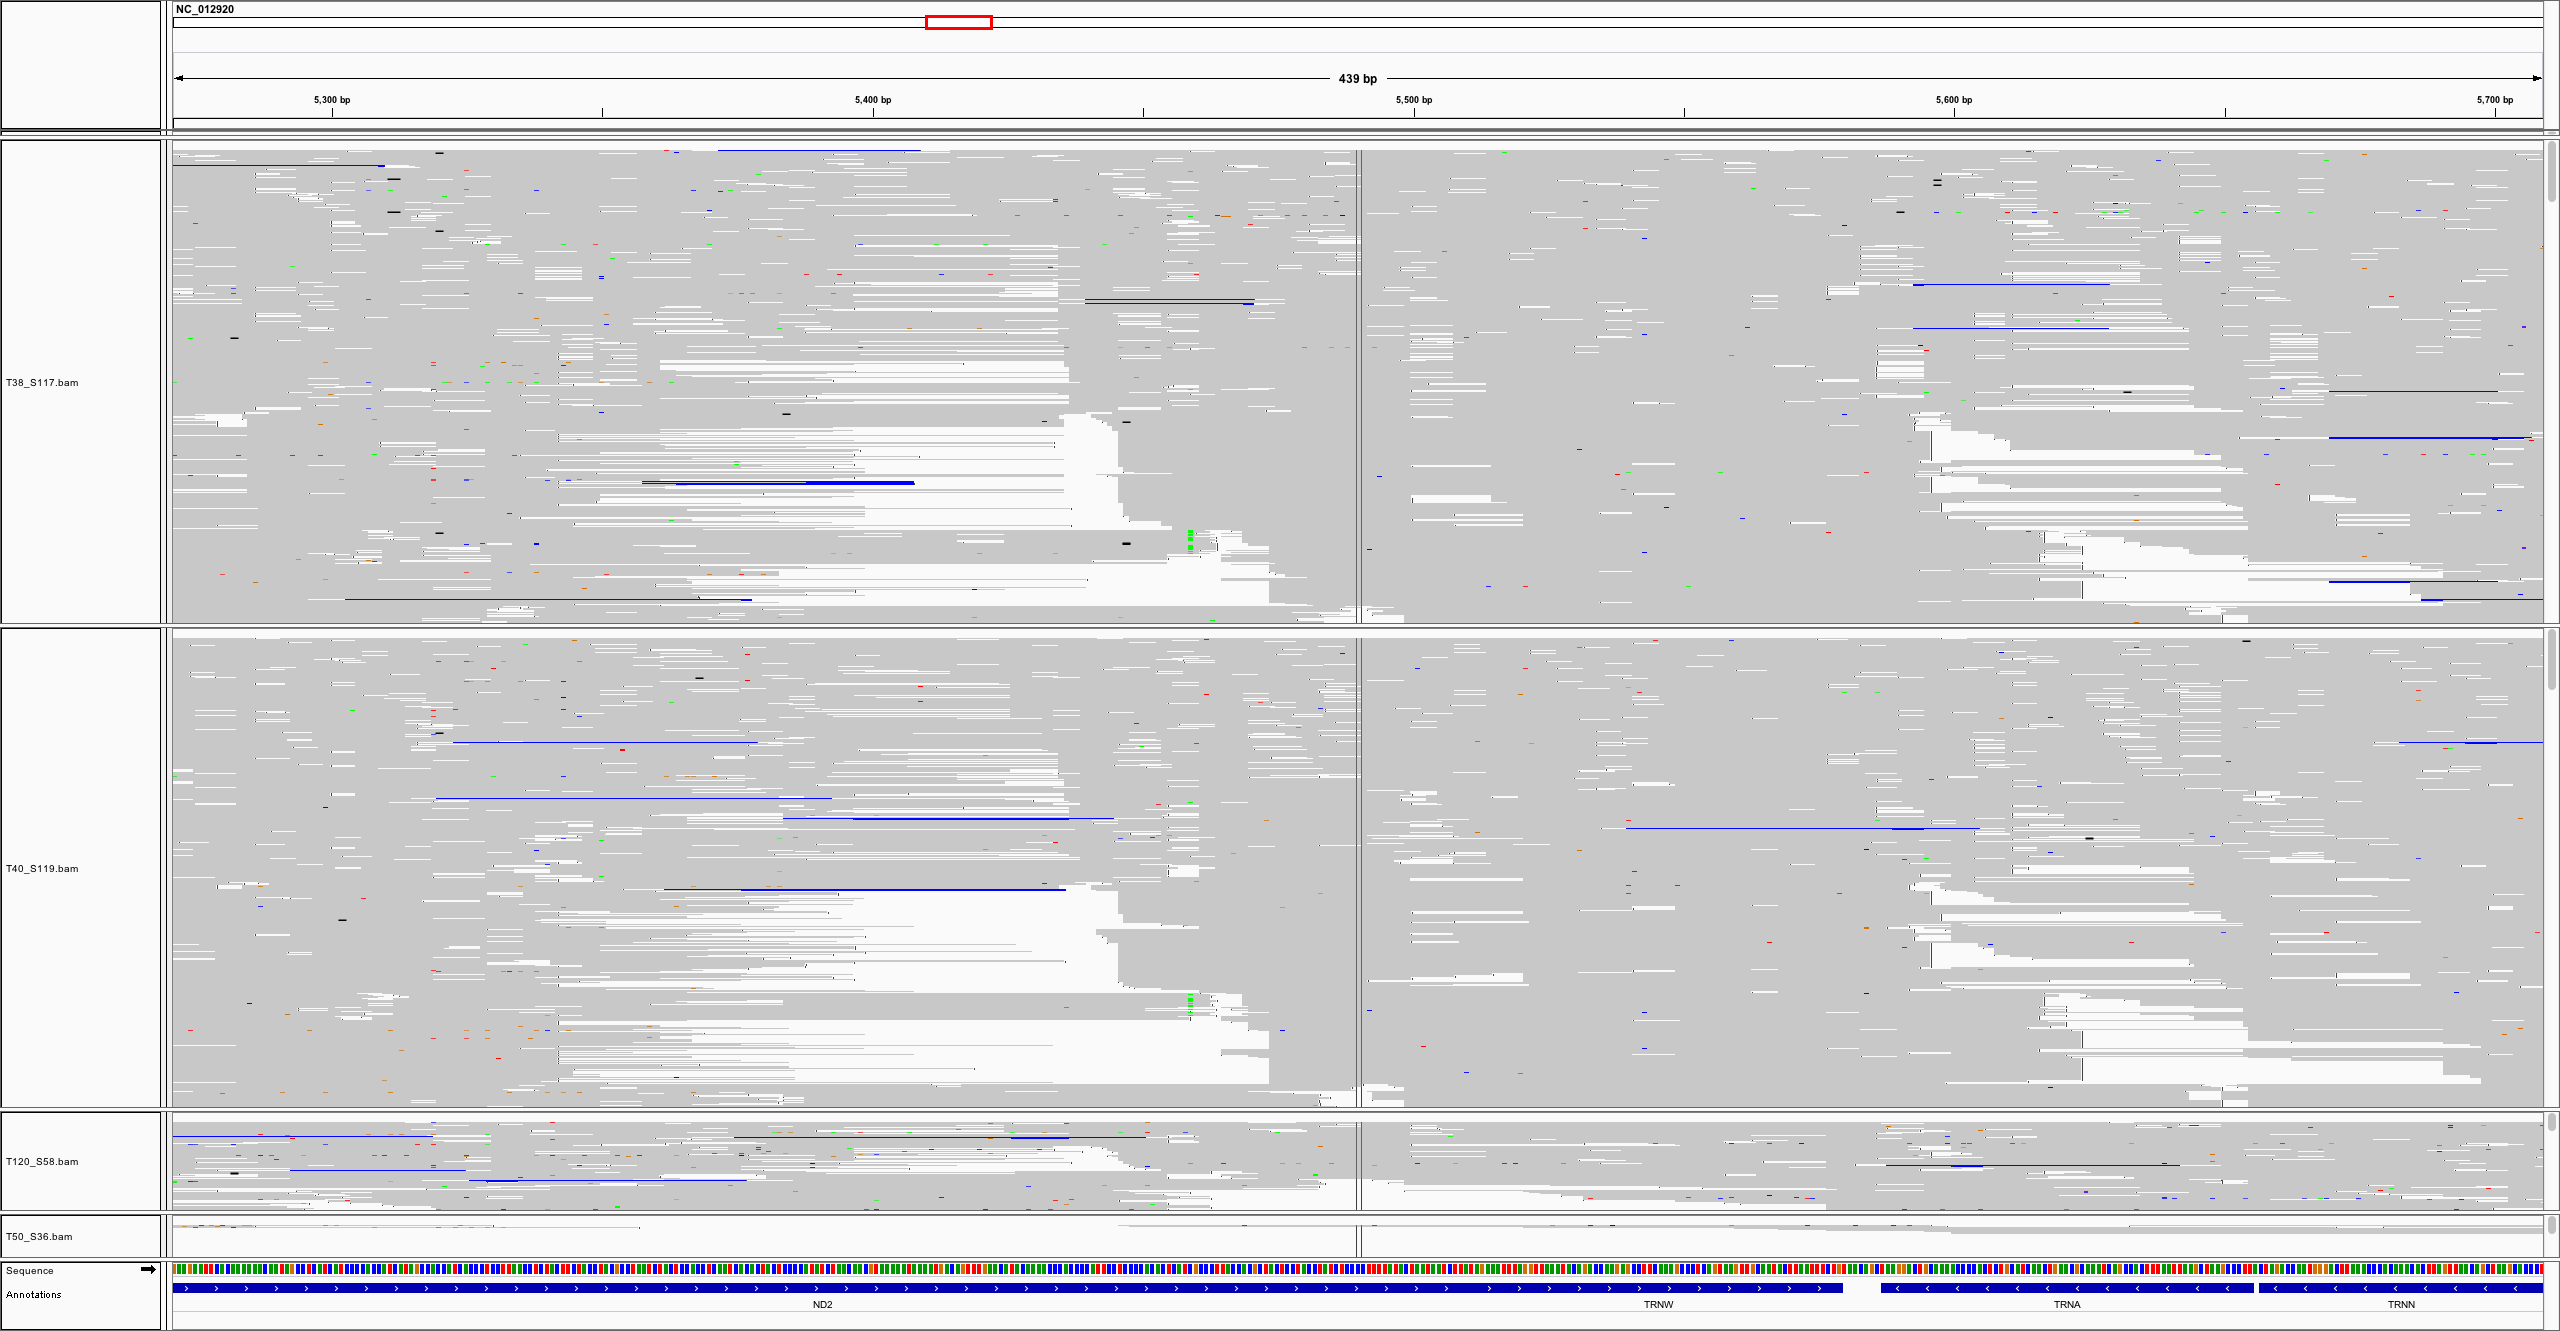 NC_012920
439 bp
5,300 bp 5,400 bp 5,500 bp 5,600 bp 5,700 bp
T38_S117.bam
T40_S119.bam
T120_S58.bam
T50_S36.bam
Sequence
Annotations
ND2 TRNW TRNA TRNN